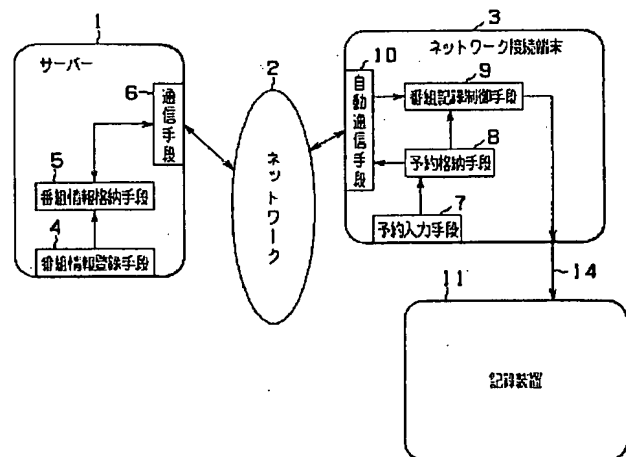 1
サーバー
6
通信手段
5
番組情報格納手段
4
番組情報登録手段
2
ネットワーク
3
ネットワーク接続端末
10
自動通信手段
9
番組記録制御手段
8
予約格納手段
7
予約入力手段
14
11
記録装置